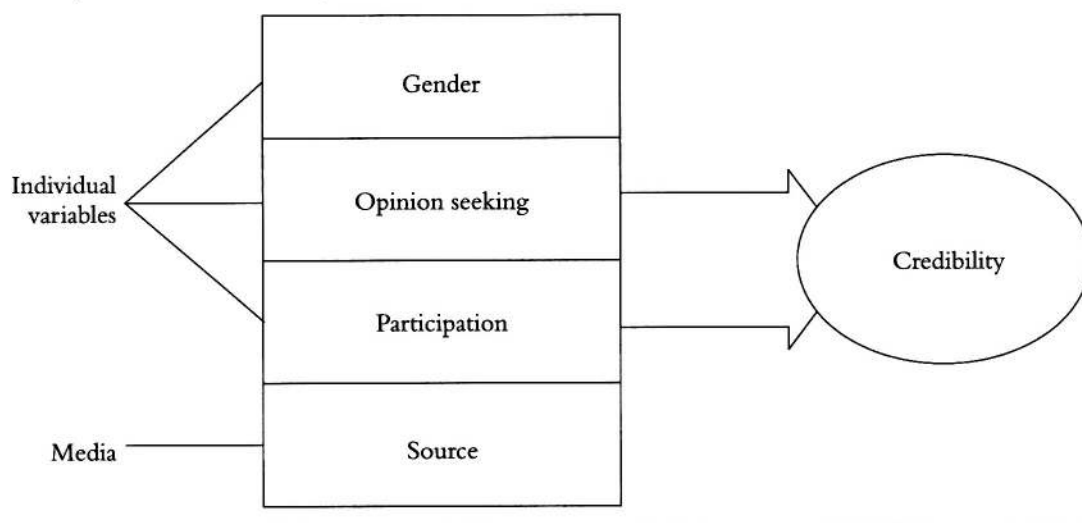 Gender
Individual
variables
Opinion seeking
Credibility
Participation
Media
Source